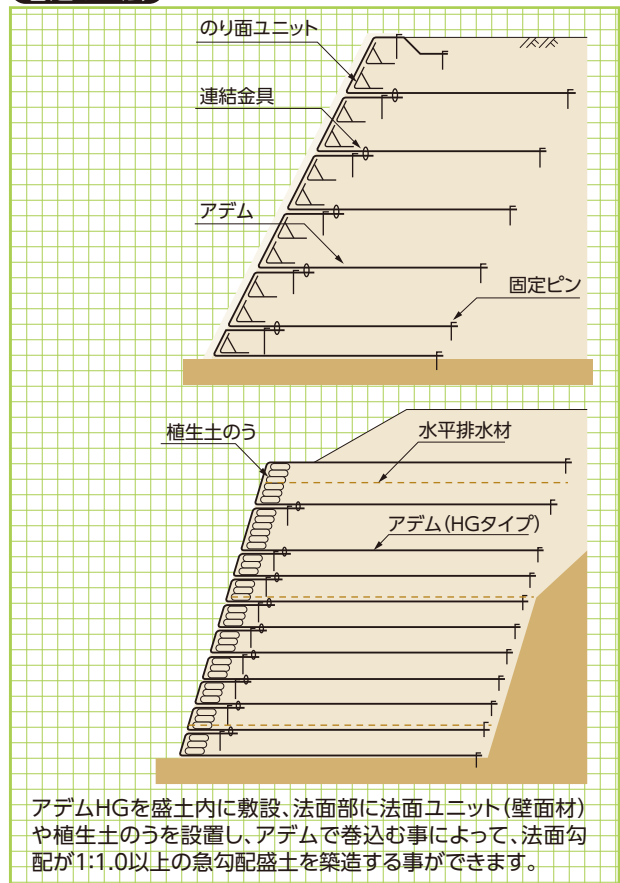 のり面ユニット
連結金具
アデム
固定ピン
植生土のう
水平排水材
アデム(HGタイプ)
アデムHGを盛土内に敷設、法面部に法面ユニット(壁面材)
や植生土のうを設置し、アデムで巻込む事によって、法面勾
配が1:1.0以上の急勾配盛土を築造する事ができます。